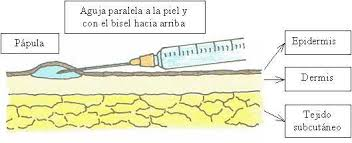 Aguja paralela a la piel y
con el bisel hacia arriba
Pápula
Epidermis
Dermis
Tejido
subcutáneo